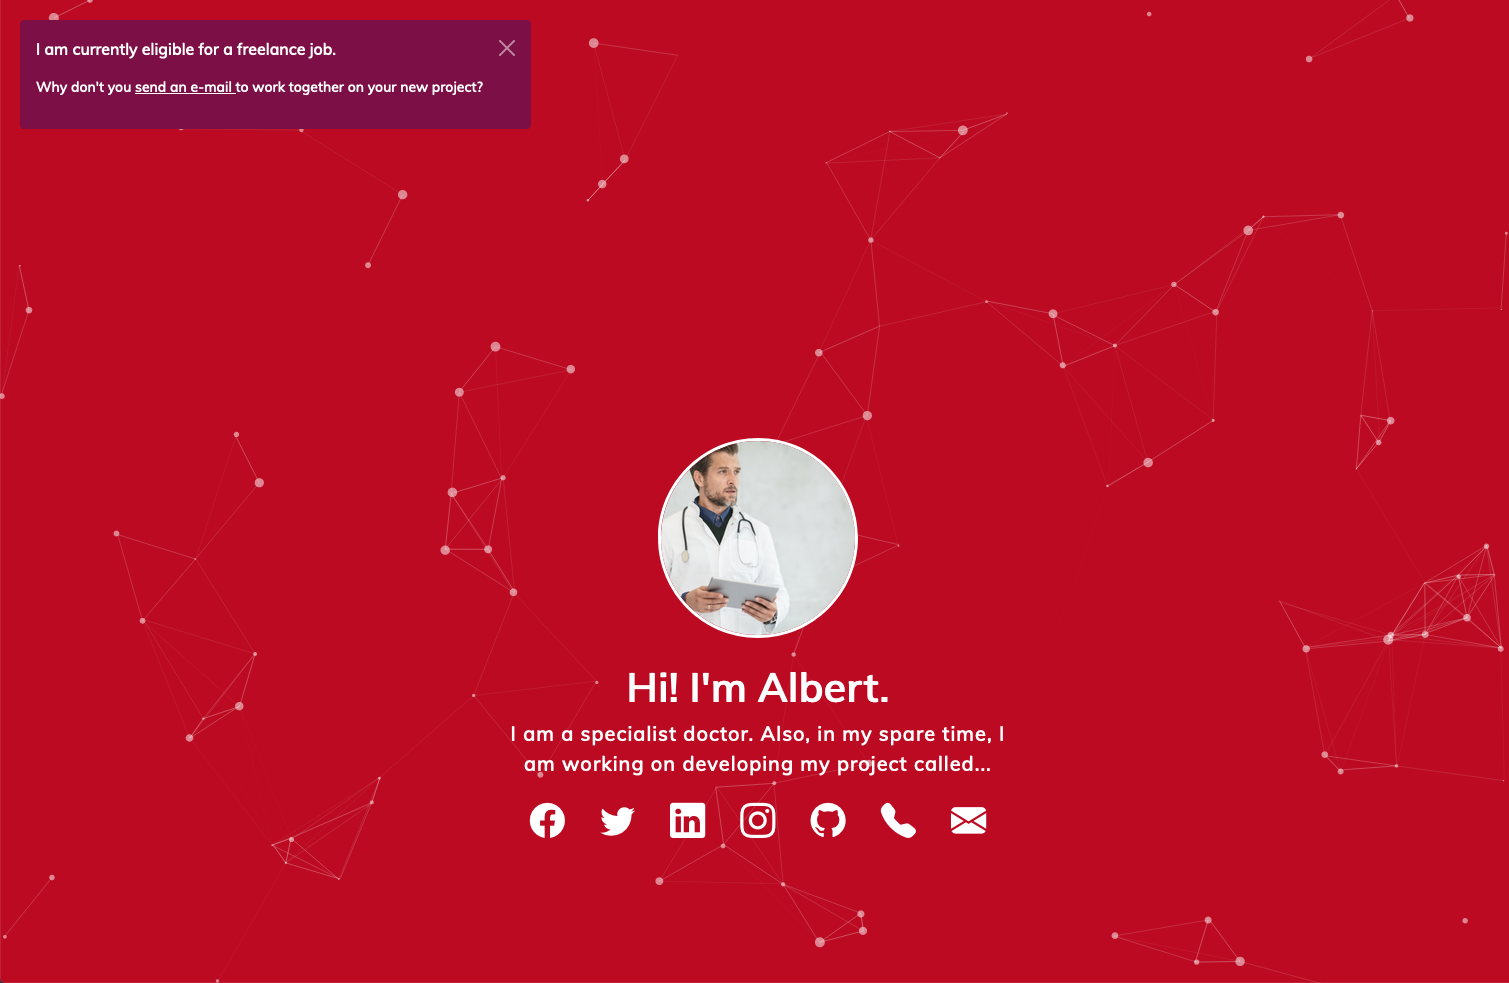 I am currently eligible for a freelance job.
Why don't you send an e-mail to work together on your new project?
Hi! I'm Albert.
I am a specialist doctor. Also, in my spare time, I
am working on developing my project called...